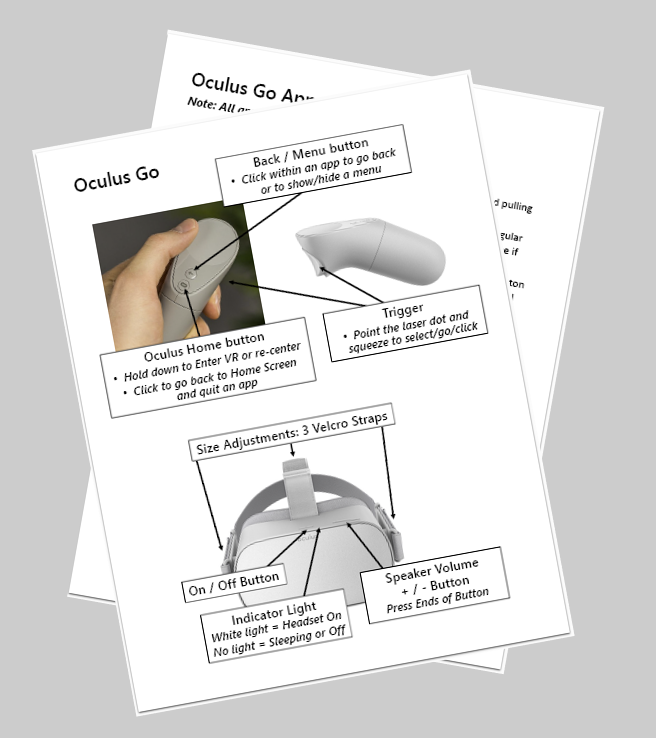 Oculus Go App
Note: All ap
Oculus Go
Back / Menu button
• Click within an app to go back
or to show/hide a menu
d pulling
gular
e if
ton
Trigger
• Point the laser dot and
squeeze to select/go/click
Oculus Home button
• Hold down to Enter VR or re-center
• Click to go back to Home Screen
and quit an app
Size Adjustments: 3 Velcro Straps
On / Off Button
Indicator Light
White light = Headset On
No light = Sleeping or Off
Speaker Volume
+ / - Button
Press Ends of Button